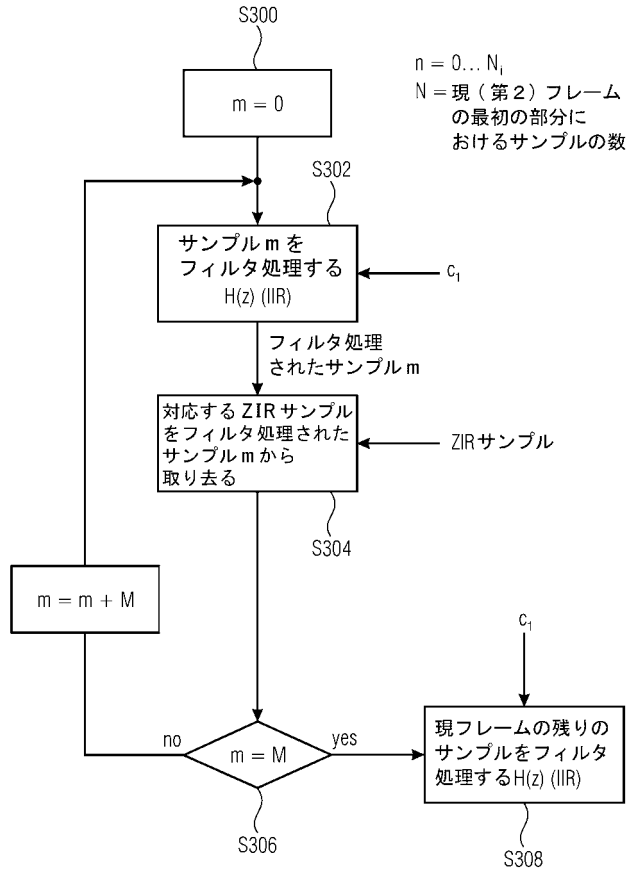 S300
m = 0
n = 0... N₁
N = 現（第２）フレーム
の最初の部分に
おけるサンプルの数
S302
サンプル m を
フィルタ処理する
H(z) (IIR)
c₁
フィルタ処理
されたサンプル m
対応する ZIR サンプル
をフィルタ処理された
サンプル m から
取り去る
ZIR サンプル
S304
m = m + M
c₁
no
m = M
yes
現フレームの残りの
サンプルをフィルタ
処理する H(z) (IIR)
S306
S308